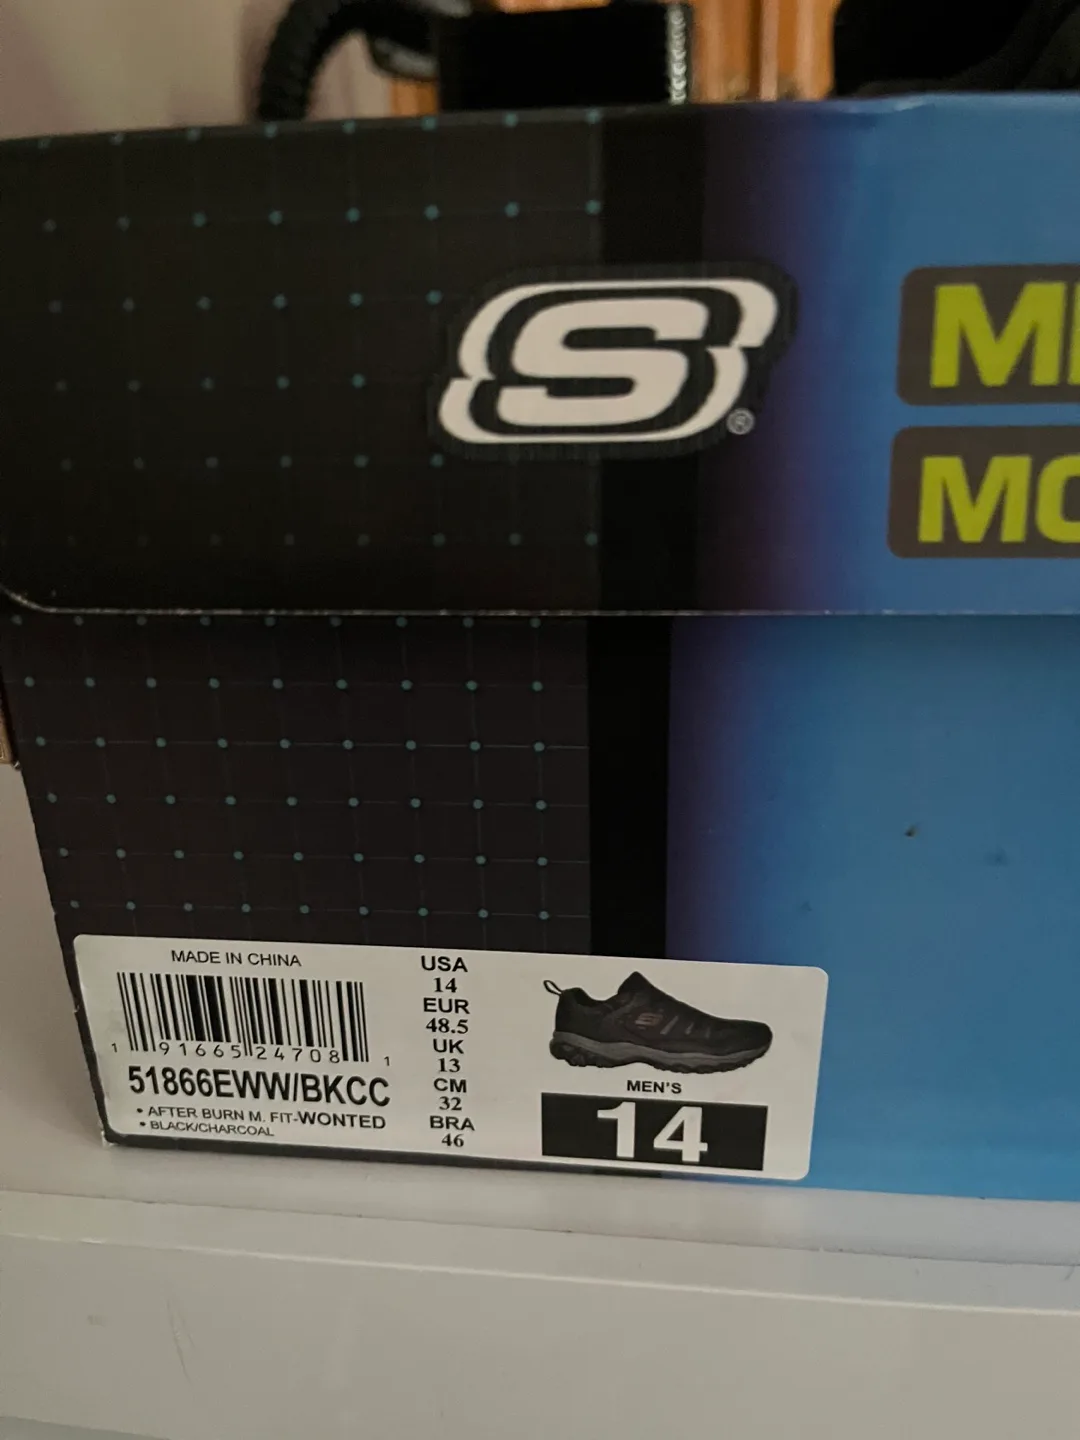 S
®
MADE IN CHINA
1 91665 24708 1
51866EWW/BKCC
• AFTER BURN M. FIT-WONTED
• BLACK/CHARCOAL
USA
14
EUR
48.5
UK
13
CM
32
BRA
46
MEN'S
14